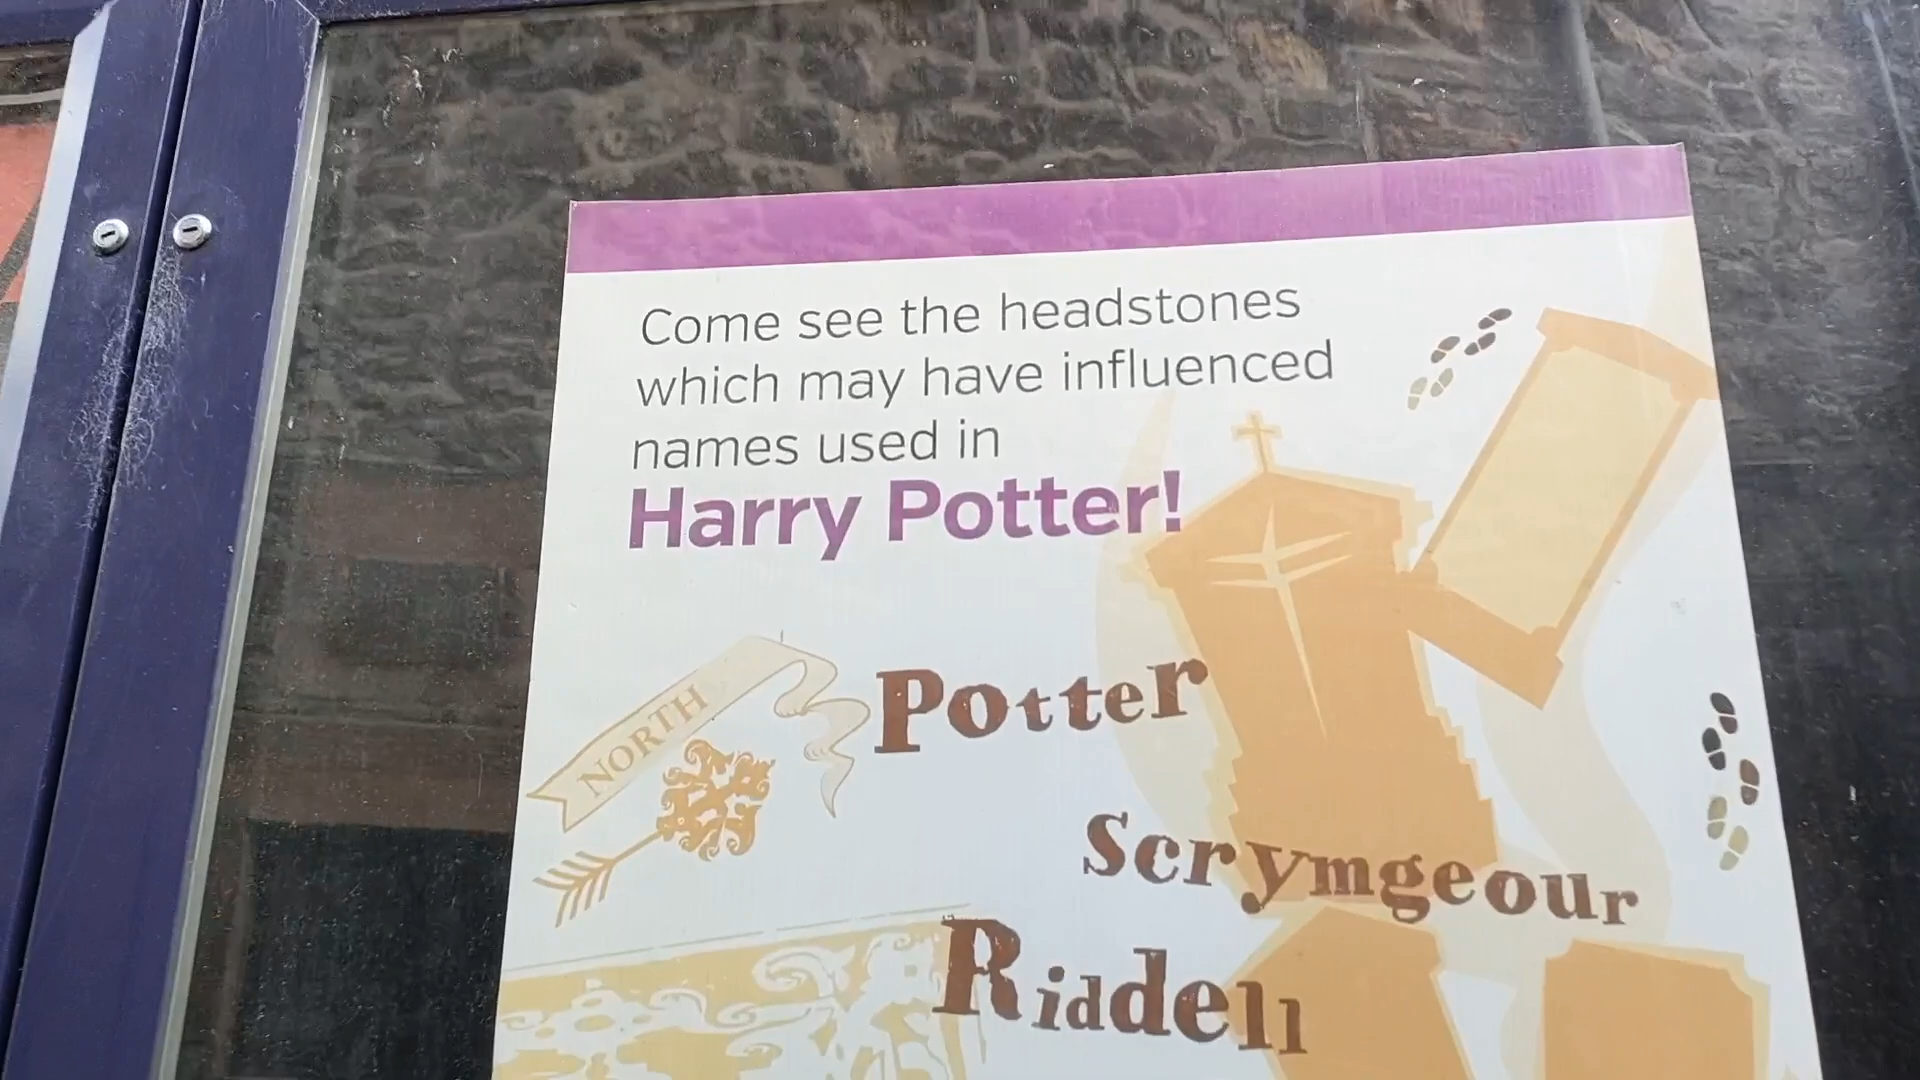 Come see the headstones
which may have influenced
names used in
Harry Potter!
NORTH
Potter
Scrymgeour
Riddell